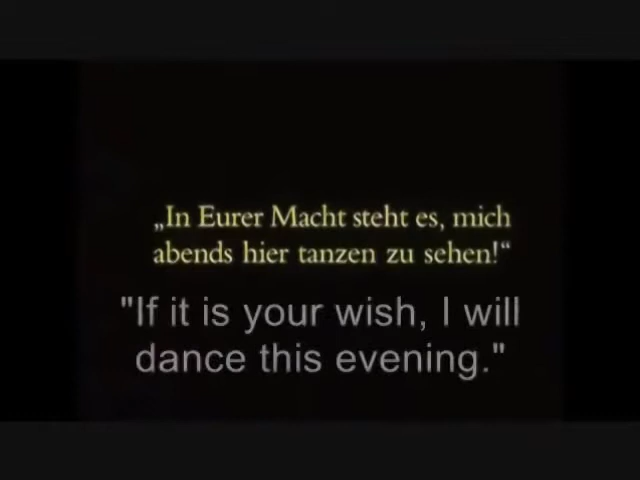 „In Eurer Macht steht es, mich
abends hier tanzen zu sehen!“
"If it is your wish, I will
dance this evening."